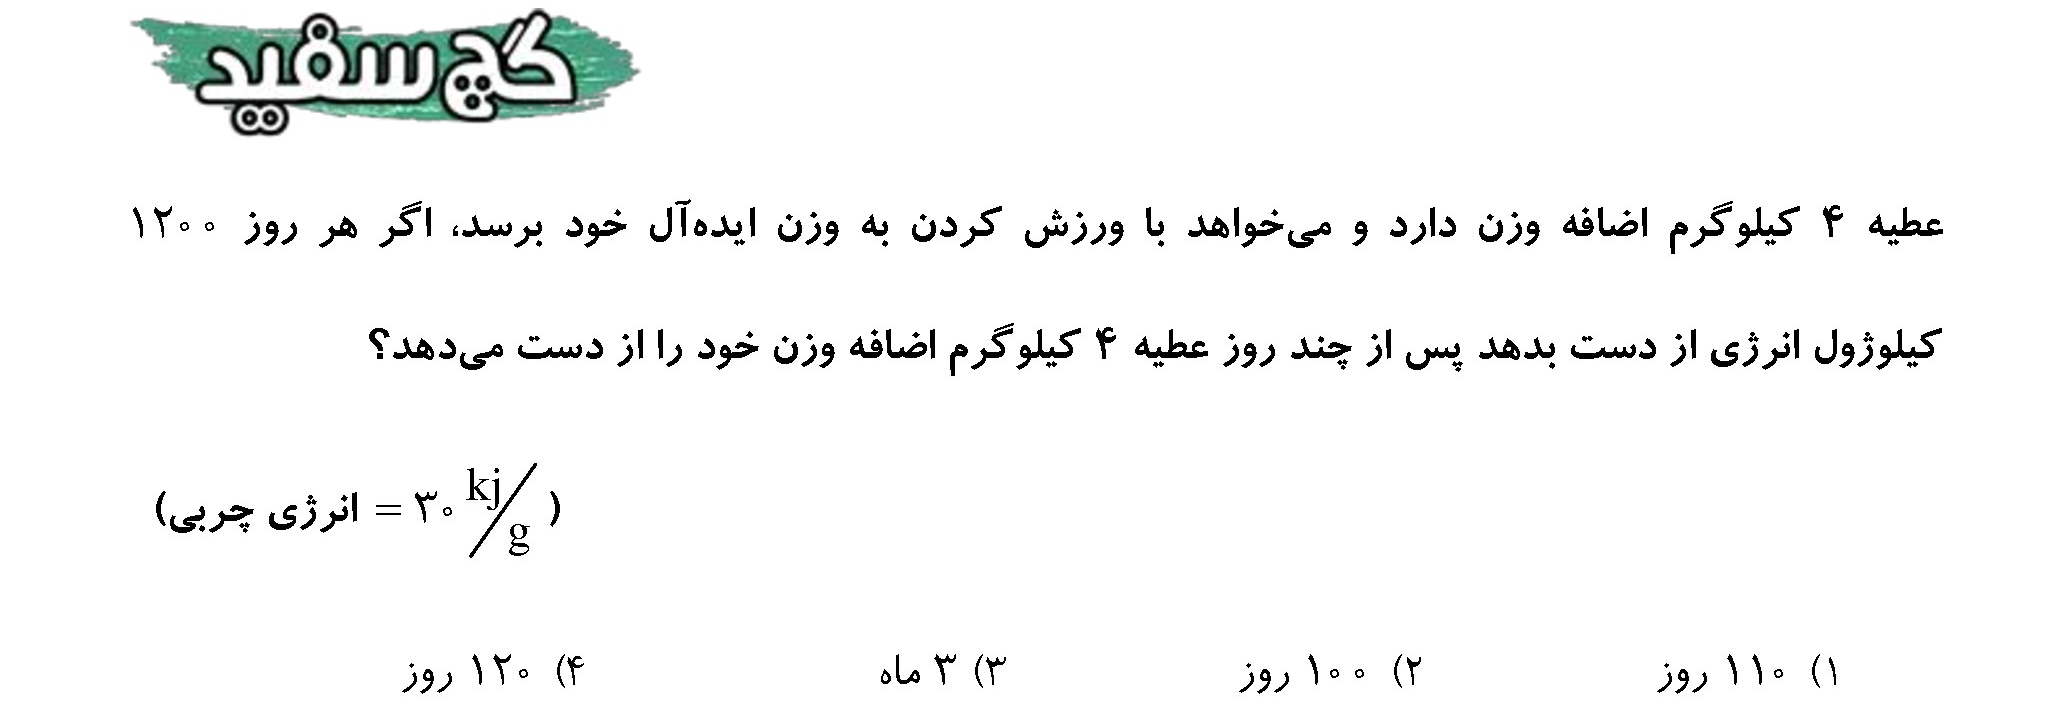 گچ سفید
عطیه ۴ کیلوگرم اضافه وزن دارد و می‌خواهد با ورزش کردن به وزن ایده‌آل خود برسد، اگر هر روز ۱۲۰۰
کیلوژول انرژی از دست بدهد پس از چند روز عطیه ۴ کیلوگرم اضافه وزن خود را از دست می‌دهد؟
(انرژی چربی = ۳۰ kj/g)
۱) ۱۱۰ روز ۲) ۱۰۰ روز ۳) ۳ ماه ۴) ۱۲۰ روز